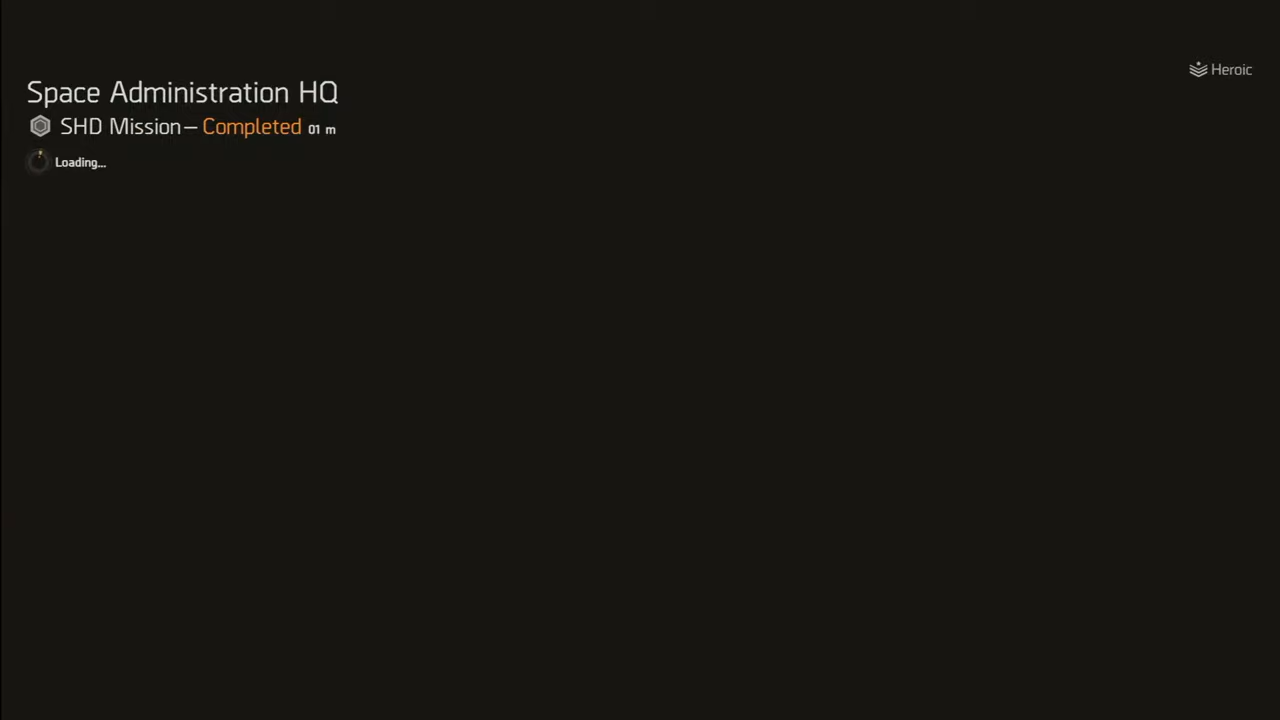 Heroic
Space Administration HQ
SHD Mission — Completed 01 m
Loading...